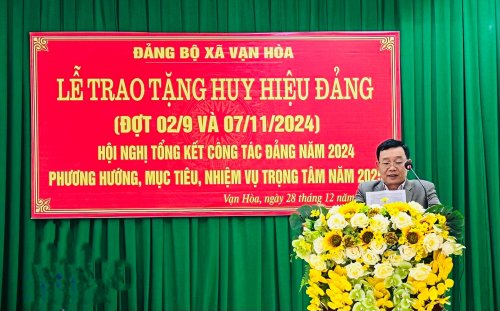 ĐẢNG BỘ XÃ VẠN HÒA
LỄ TRAO TẶNG HUY HIỆU ĐẢNG
(ĐỢT 02/9 VÀ 07/11/2024)
HỘI NGHỊ TỔNG KẾT CÔNG TÁC ĐẢNG NĂM 2024
PHƯƠNG HƯỚNG, MỤC TIÊU, NHIỆM VỤ TRỌNG TÂM NĂM
Vạn Hòa, ngày 28 tháng 12 năm